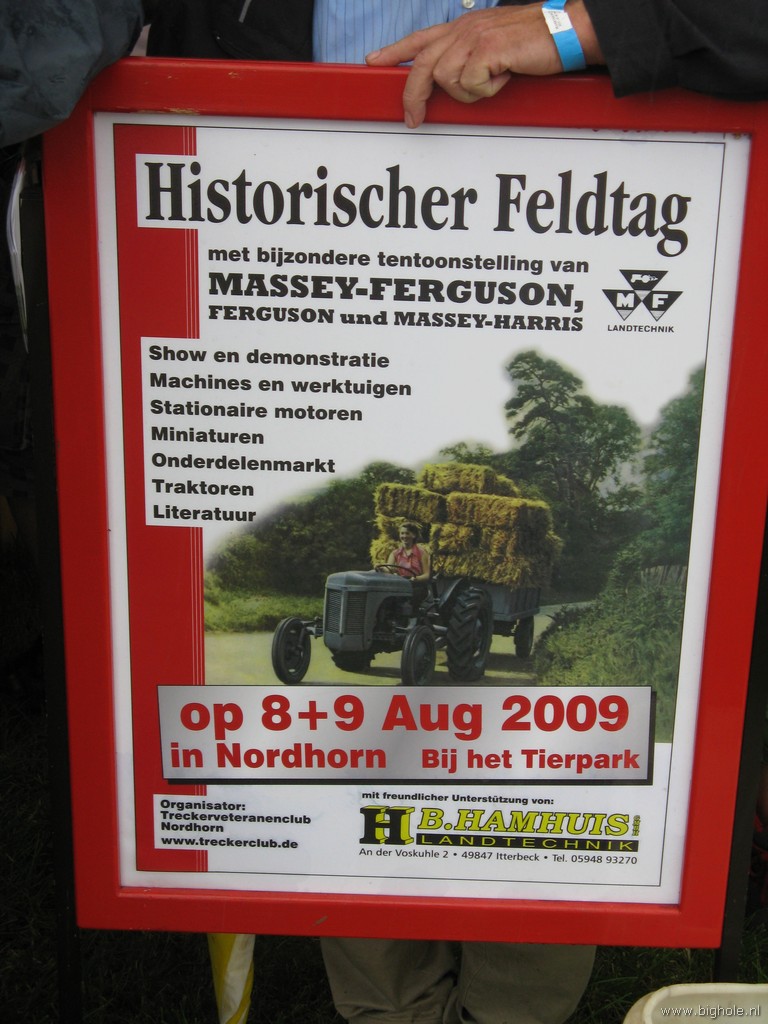 Historischer Feldtag
met bijzondere tentoonstelling van
MASSEY-FERGUSON,
FERGUSON und MASSEY-HARRIS
MF
LANDTECHNIK
Show en demonstratie
Machines en werktuigen
Stationaire motoren
Miniaturen
Onderdelenmarkt
Traktoren
Literatuur
op 8+9 Aug 2009
in Nordhorn Bij het Tierpark
Organisator:
Treckerveteranenclub
Nordhorn
www.treckerclub.de
mit freundlicher Unterstützung von:
H B.HAMHUIS
LANDTECHNIK
An der Voskuhle 2 • 49847 Itterbeck • Tel. 05948 93270
www.bighole.nl